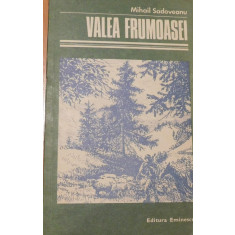 Mihail Sadoveanu
VALEA FRUMOASEI
Editura Eminescu